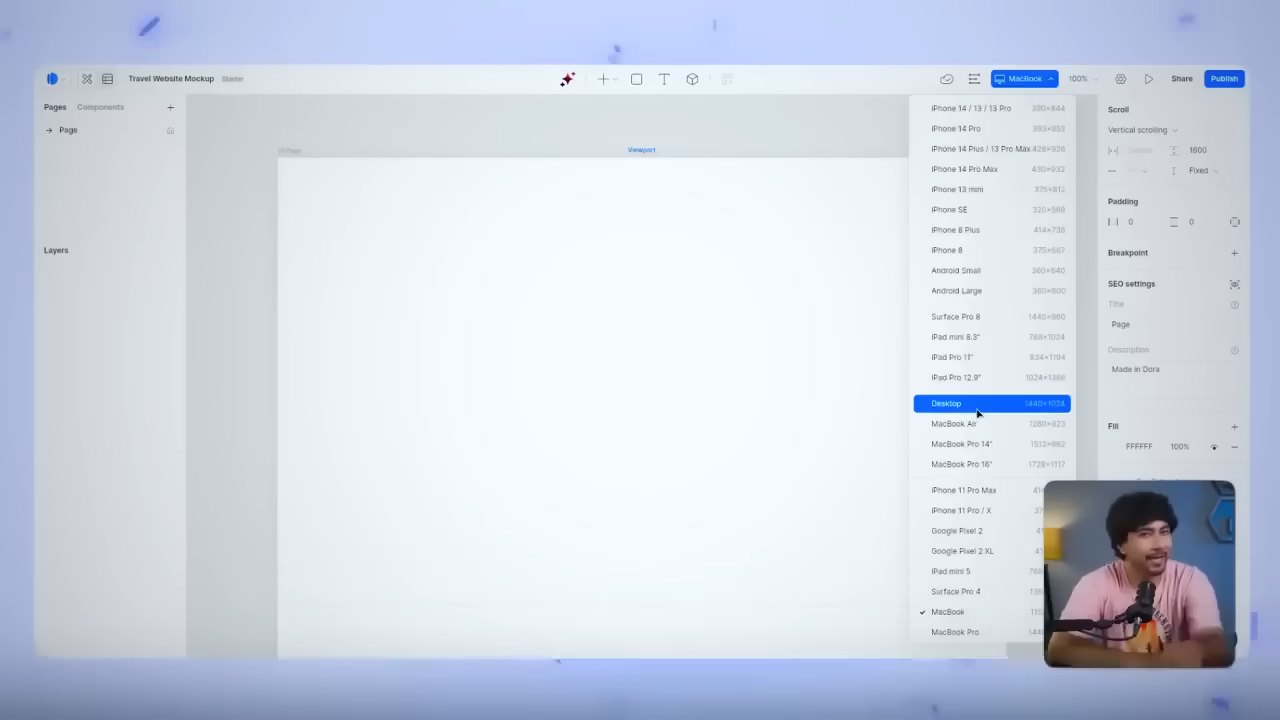 Travel Website Mockup Starter
MacBook
100%
Share
Publish
Pages Components
Page
Layers
Page
Viewport
iPhone 14 / 13 / 13 Pro 390×844
iPhone 14 Pro 393×852
iPhone 14 Plus / 13 Pro Max 428×926
iPhone 14 Pro Max 430×932
iPhone 13 mini 375×812
iPhone SE 320×568
iPhone 8 Plus 414×736
iPhone 8 375×667
Android Small 360×640
Android Large 360×800
Surface Pro 8 1440×960
iPad mini 8.3" 768×1024
iPad Pro 11" 834×1194
iPad Pro 12.9" 1024×1366
Desktop 1440×1024
MacBook Air 1280×823
MacBook Pro 14" 1512×982
MacBook Pro 16" 1728×1117
iPhone 11 Pro Max
iPhone 11 Pro / X
Google Pixel 2
Google Pixel 2 XL
iPad mini 5
Surface Pro 4
MacBook
MacBook Pro
Scroll
Vertical scrolling
1600
Fixed
Padding
0 0
Breakpoint
SEO settings
Title
Page
Description
Made in Dora
Fill
FFFFFF 100%